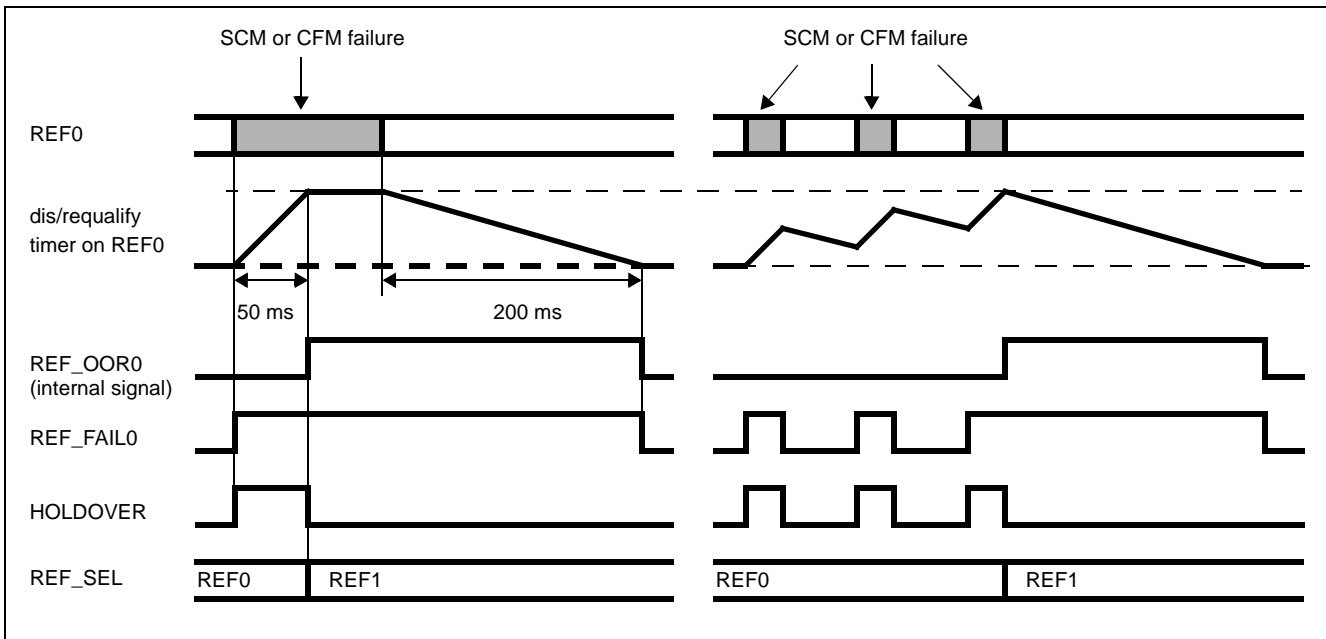 SCM or CFM failure
SCM or CFM failure
REF0
dis/requalify
timer on REF0
50 ms
200 ms
REF_OOR0
(internal signal)
REF_FAIL0
HOLDOVER
REF_SEL
REF0
REF1
REF0
REF1